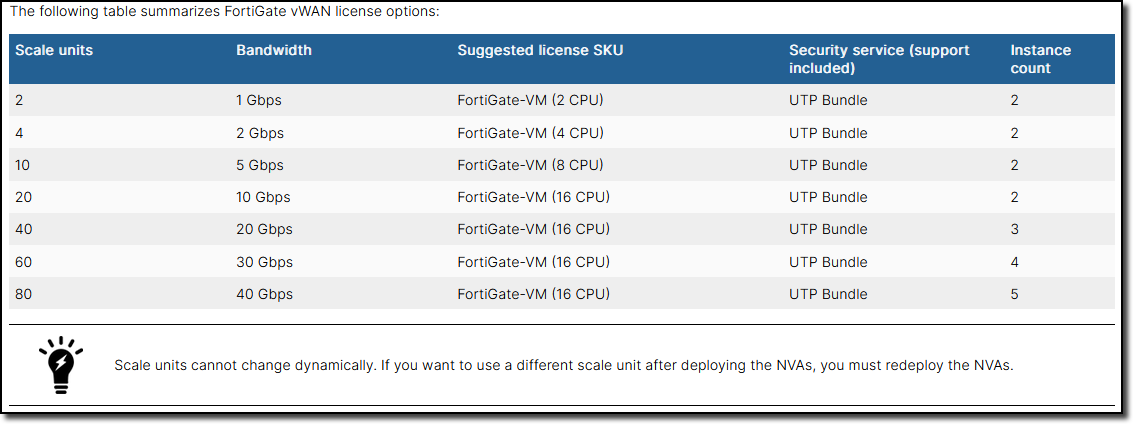 The following table summarizes FortiGate vWAN license options:
Scale units Bandwidth Suggested license SKU Security service (support included) Instance count
2 1 Gbps FortiGate-VM (2 CPU) UTP Bundle 2
4 2 Gbps FortiGate-VM (4 CPU) UTP Bundle 2
10 5 Gbps FortiGate-VM (8 CPU) UTP Bundle 2
20 10 Gbps FortiGate-VM (16 CPU) UTP Bundle 2
40 20 Gbps FortiGate-VM (16 CPU) UTP Bundle 3
60 30 Gbps FortiGate-VM (16 CPU) UTP Bundle 4
80 40 Gbps FortiGate-VM (16 CPU) UTP Bundle 5
Scale units cannot change dynamically. If you want to use a different scale unit after deploying the NVAs, you must redeploy the NVAs.